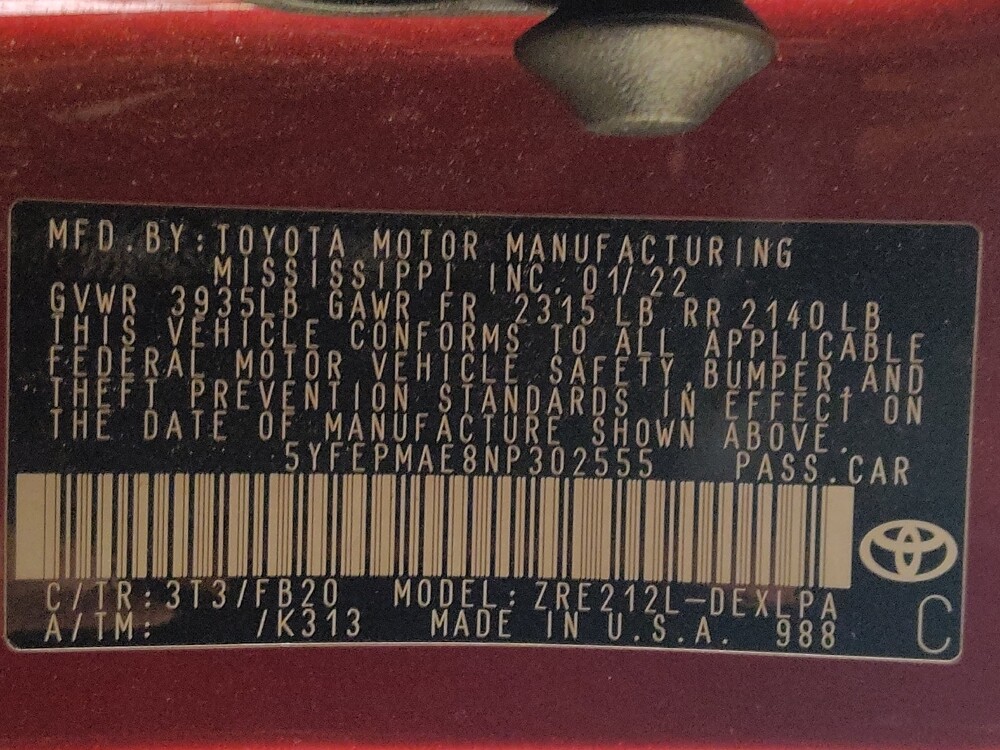 MFD.BY:TOYOTA MOTOR MANUFACTURING
MISSISSIPPI INC. 01/22
GVWR 3935LB GAWR FR 2315 LB RR 2140 LB
THIS VEHICLE CONFORMS TO ALL APPLICABLE
FEDERAL MOTOR VEHICLE SAFETY,BUMPER,AND
THEFT PREVENTION STANDARDS IN EFFECT ON
THE DATE OF MANUFACTURE SHOWN ABOVE.
5YFEPMAE8NP302555 PASS.CAR
C/TR:3T3/FB20 MODEL:ZRE212L-DEXLPA
A/TM: /K313 MADE IN U.S.A. 988
C